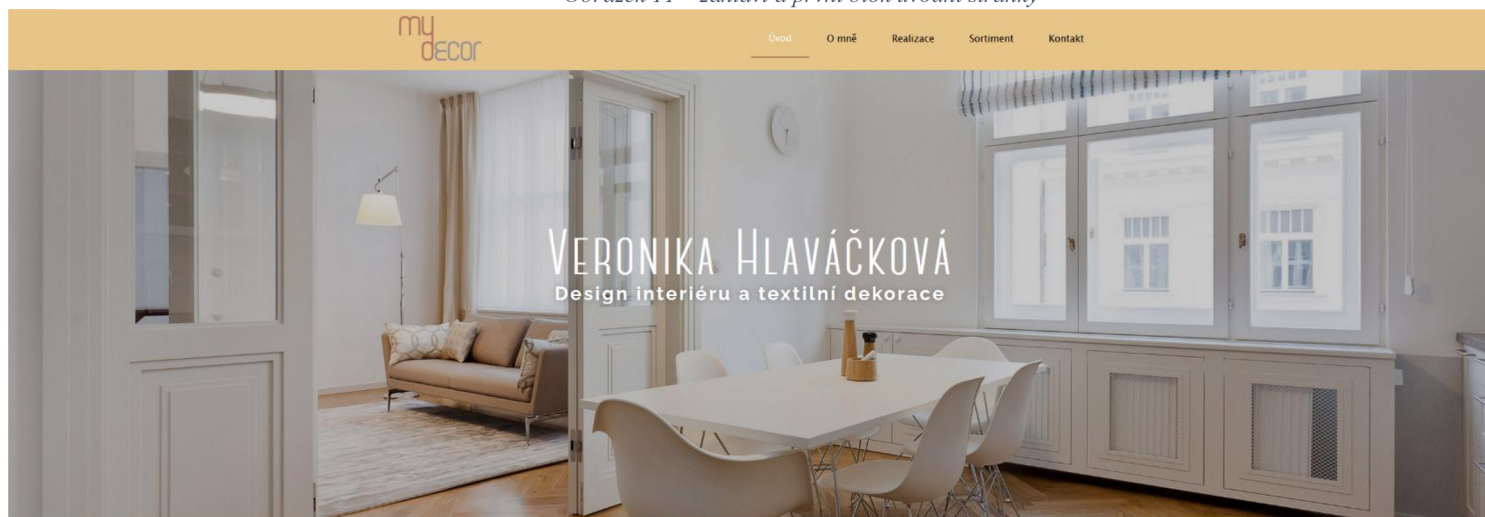 my
decor
Úvod O mně Realizace Sortiment Kontakt
VERONIKA HLAVÁČKOVÁ
Design interiéru a textilní dekorace